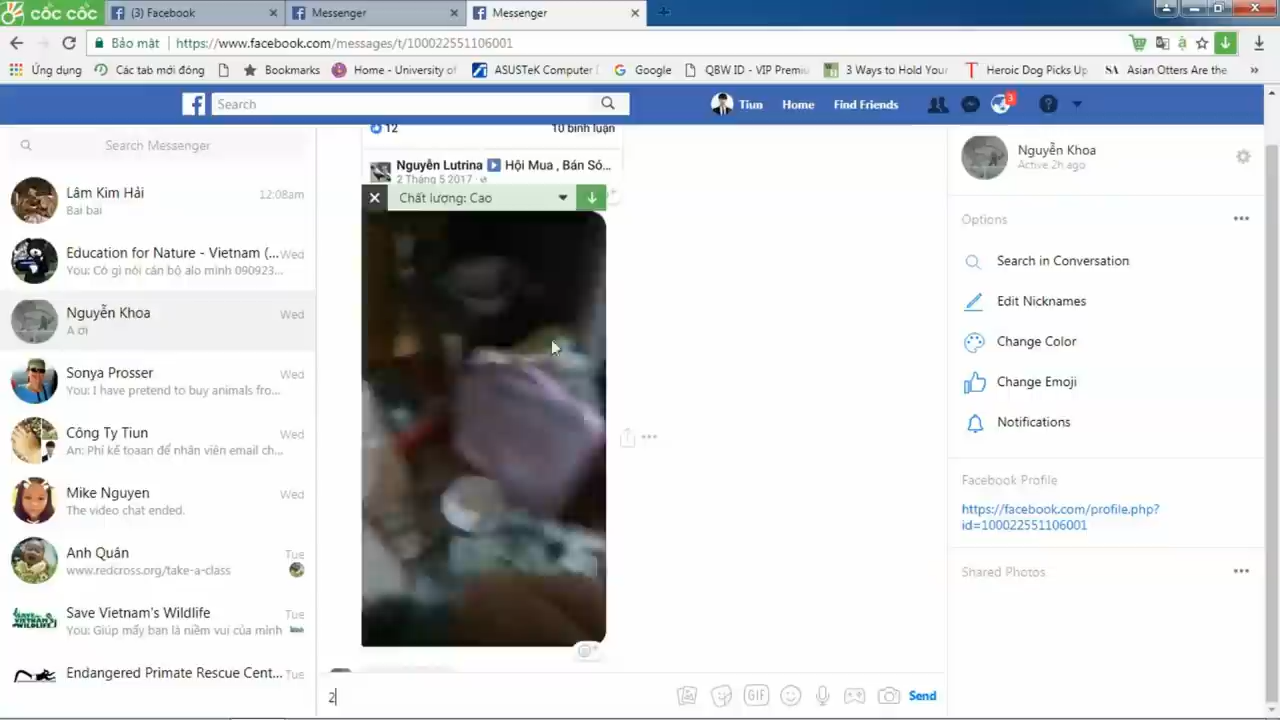 cốc cốc
(3) Facebook
Messenger
Messenger
Bảo mật
https://www.facebook.com/messages/t/100022551106001
Ứng dụng
Các tab mới đóng
Bookmarks
Home - University of
ASUSTeK Computer
Google
QBW ID - VIP Premiu
3 Ways to Hold Your
Heroic Dog Picks Up
Asian Otters Are the
Search
Tiun
Home
Find Friends
3
Search Messenger
Lâm Kim Hải
12:08am
Bai bai
Education for Nature - Vietnam (...
Wed
You: Có gì nói cán bộ alo mình 090923...
Nguyễn Khoa
Wed
A ơi
Sonya Prosser
Wed
You: I have pretend to buy animals fro...
Công Ty Tiun
Wed
An: Phí kế toaan để nhân viên email ch...
Mike Nguyen
Wed
The video chat ended.
Anh Quán
Tue
www.redcross.org/take-a-class
Save Vietnam's Wildlife
Tue
You: Giúp mấy bạn là niềm vui của mình
Endangered Primate Rescue Cent...
Tue
12
10 bình luận
Nguyễn Lutrina
Hội Mua , Bán Só...
2 Tháng 5 2017
Chất lượng: Cao
2
GIF
Send
Nguyễn Khoa
Active 2h ago
Options
Search in Conversation
Edit Nicknames
Change Color
Change Emoji
Notifications
Facebook Profile
https://facebook.com/profile.php?
id=100022551106001
Shared Photos